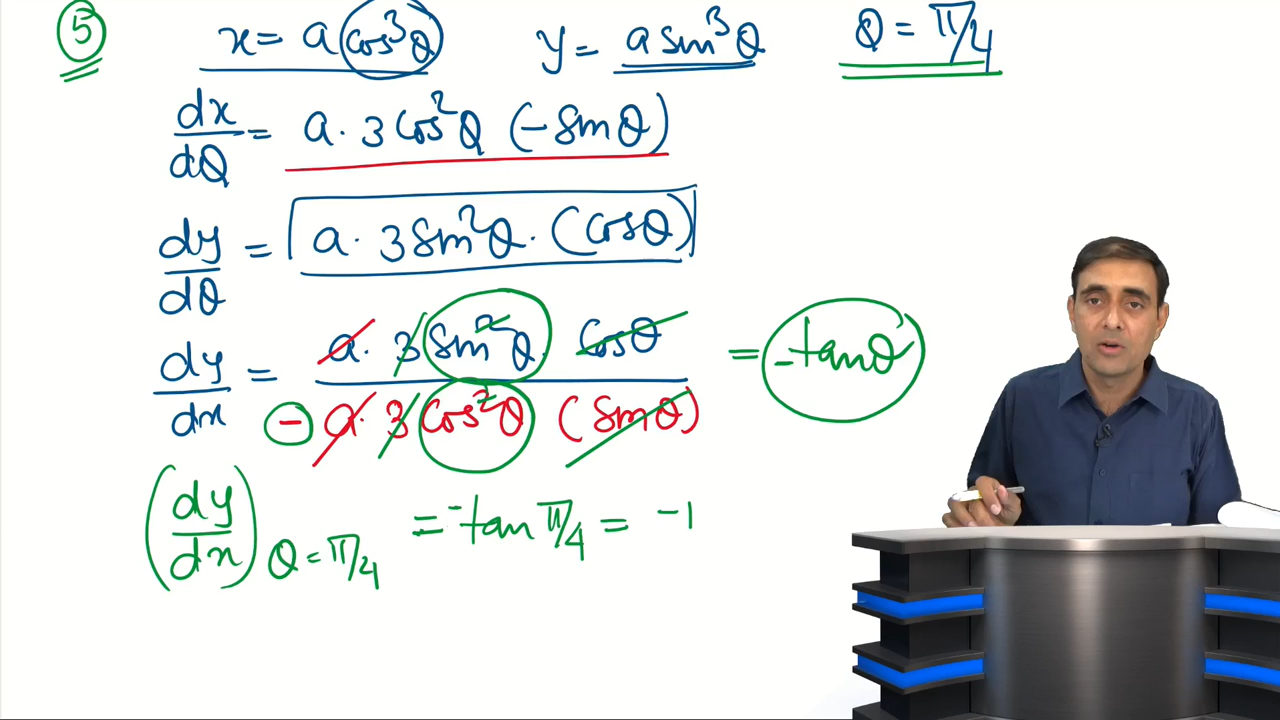 5 x = a cos³θ y = a sin³θ θ = π/4
dx/dθ = a · 3 cos²θ (-sinθ)
dy/dθ = a · 3 sin²θ · (cosθ)
dy/dx = a · 3 sin²θ · cosθ / - a · 3 cos²θ (sinθ) = -tanθ
(dy/dx) θ = π/4 = -tan π/4 = -1